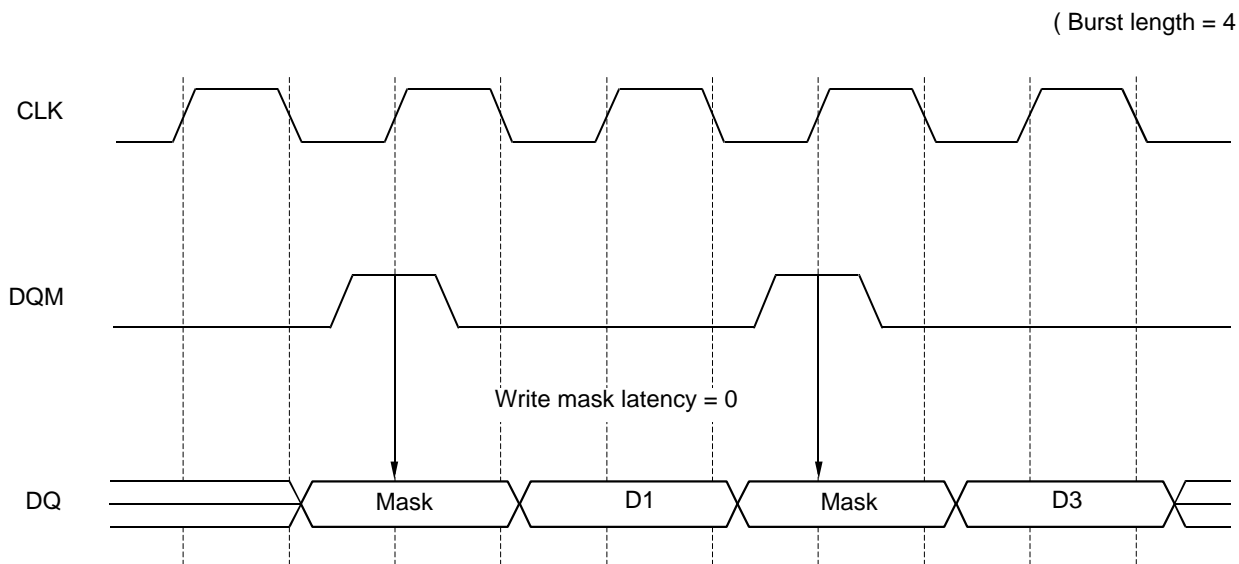 ( Burst length = 4
CLK
DQM
Write mask latency = 0
DQ Mask D1 Mask D3